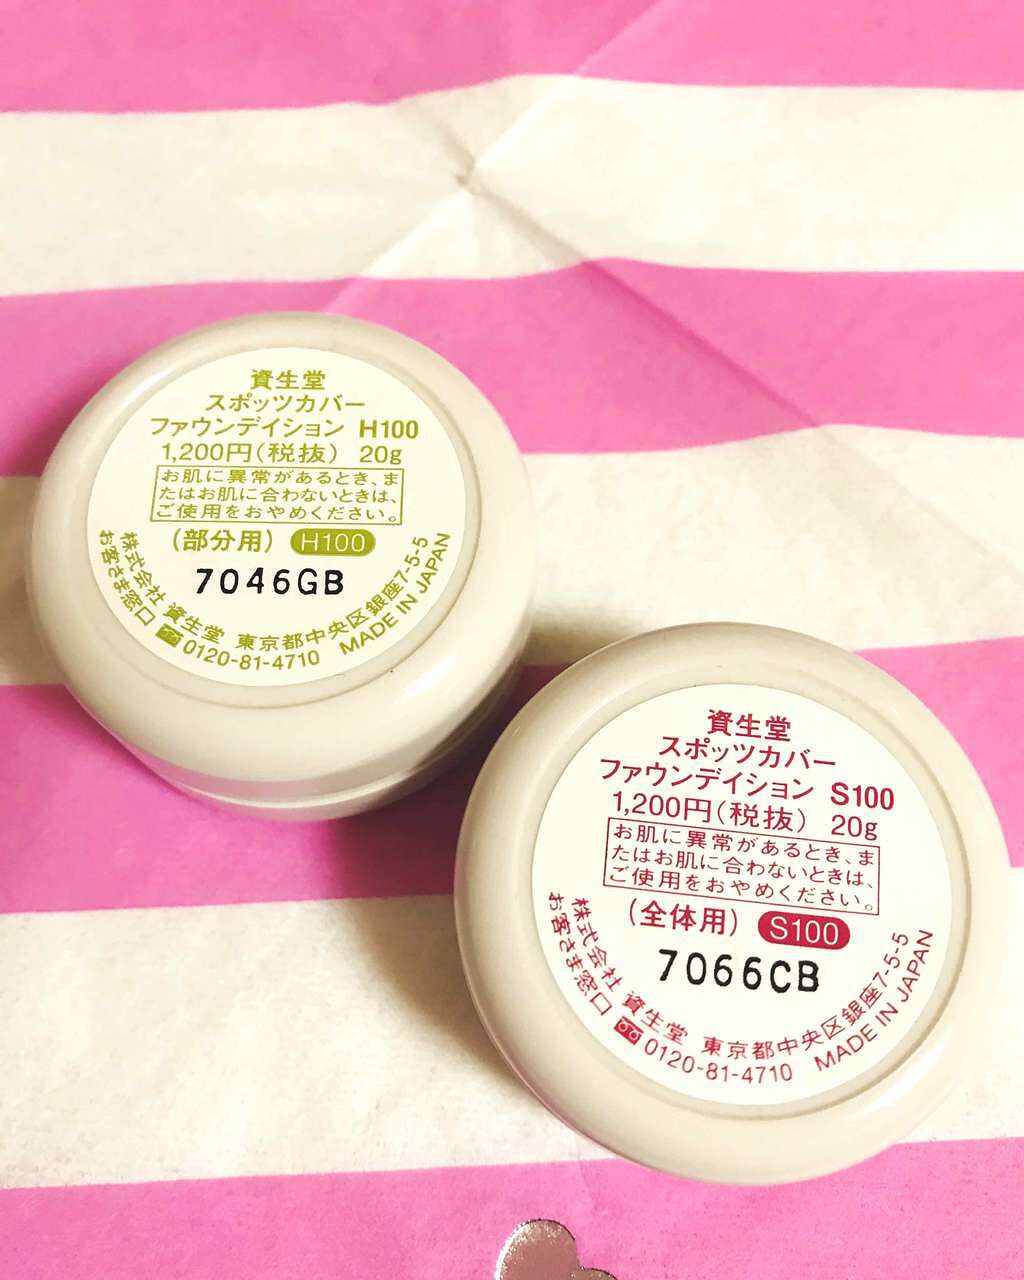 資生堂
スポッツカバー
ファウンデイション H100
1,200円(税抜) 20g
お肌に異常があるとき、ま
たはお肌に合わないときは、
ご使用をおやめください。
(部分用) H100
7046GB
株式会社 資生堂 東京都中央区銀座7-5-5
お客さま窓口 0120-81-4710 MADE IN JAPAN
資生堂
スポッツカバー
ファウンデイション S100
1,200円(税抜) 20g
お肌に異常があるとき、ま
たはお肌に合わないときは、
ご使用をおやめください。
(全体用) S100
7066CB
株式会社 資生堂 東京都中央区銀座7-5-5
お客さま窓口 0120-81-4710 MADE IN JAPAN